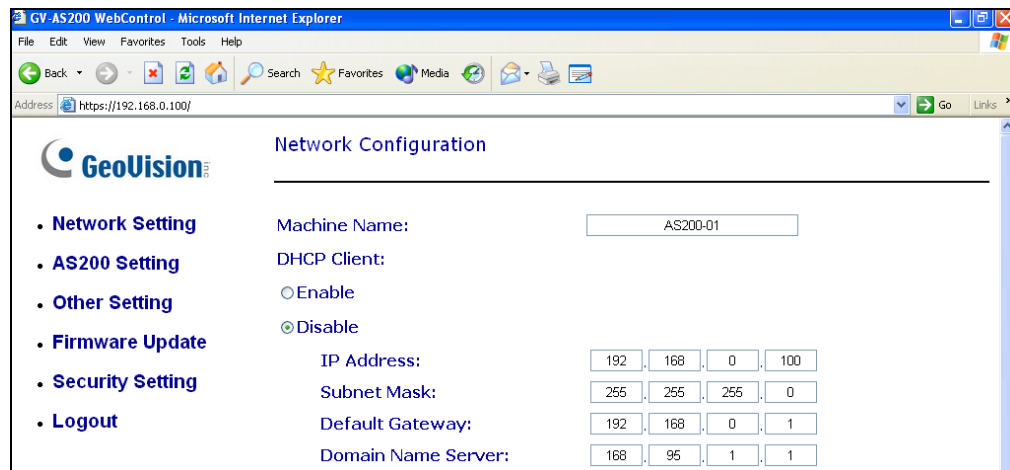 GV-AS200 WebControl - Microsoft Internet Explorer
File Edit View Favorites Tools Help
Back Search Favorites Media
Address https://192.168.0.100/ Go Links »
GeoVision Inc
Network Configuration
• Network Setting
• AS200 Setting
• Other Setting
• Firmware Update
• Security Setting
• Logout
Machine Name: AS200-01
DHCP Client:
Enable
Disable
IP Address: 192 . 168 . 0 . 100
Subnet Mask: 255 . 255 . 255 . 0
Default Gateway: 192 . 168 . 0 . 1
Domain Name Server: 168 . 95 . 1 . 1